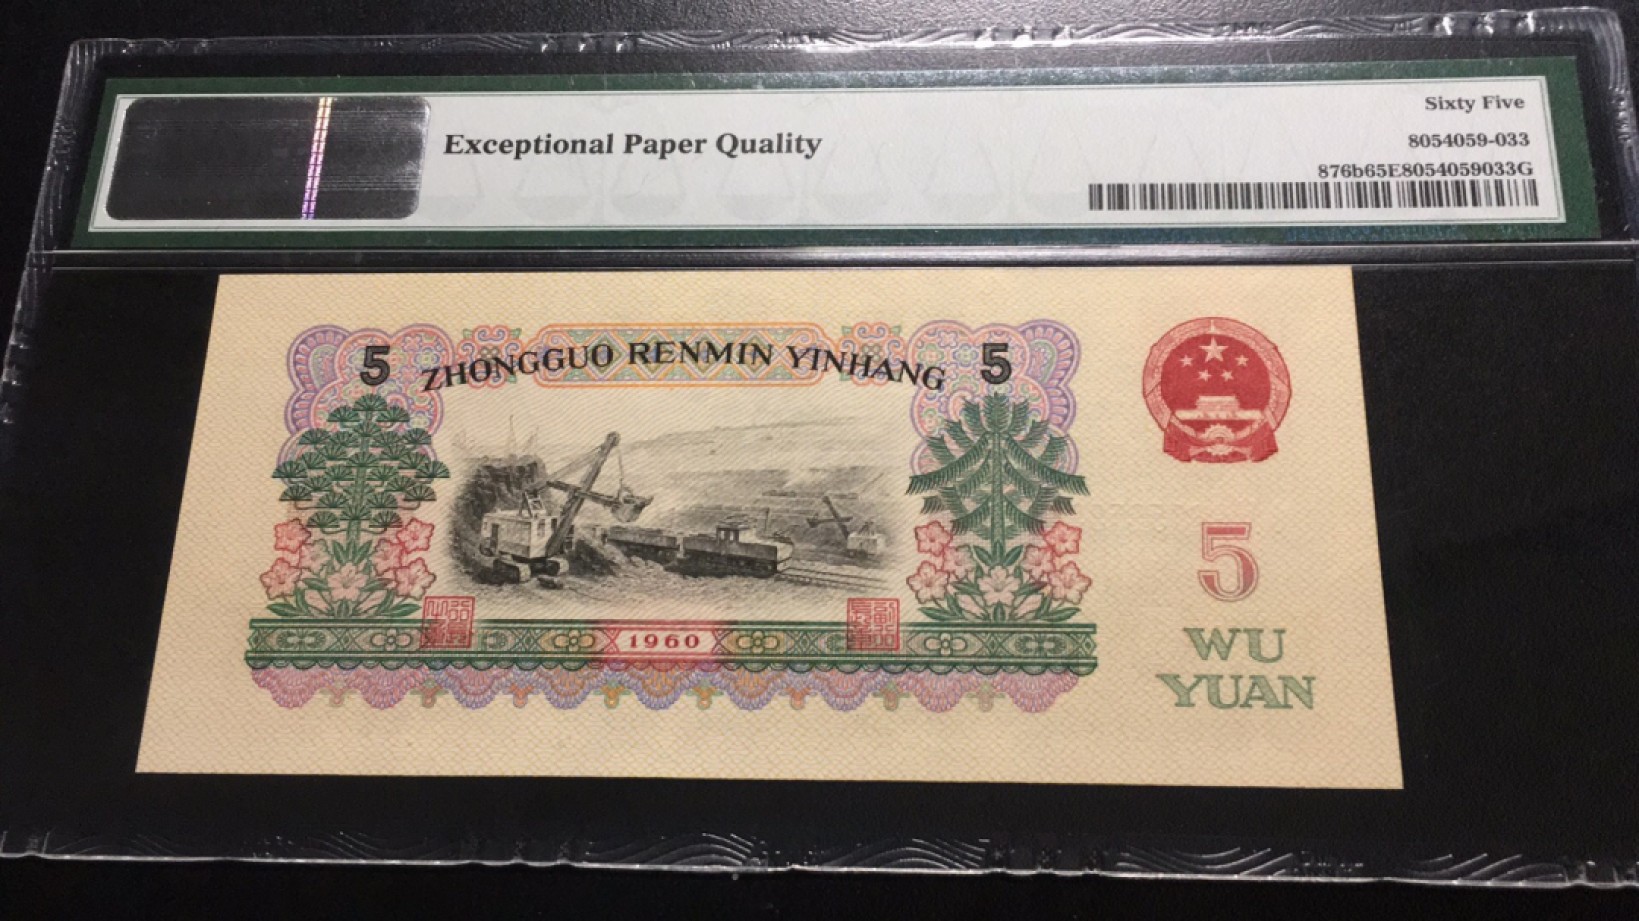 Sixty Five
Exceptional Paper Quality
8054059-033
876b65E8054059033G
5 ZHONGGUO RENMIN YINHANG 5
1960
5
WU
YUAN